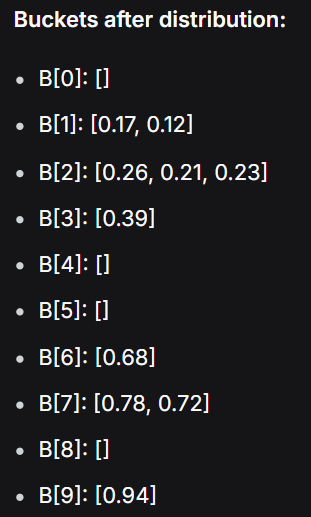 Buckets after distribution:
• B[0]: []
• B[1]: [0.17, 0.12]
• B[2]: [0.26, 0.21, 0.23]
• B[3]: [0.39]
• B[4]: []
• B[5]: []
• B[6]: [0.68]
• B[7]: [0.78, 0.72]
• B[8]: []
• B[9]: [0.94]